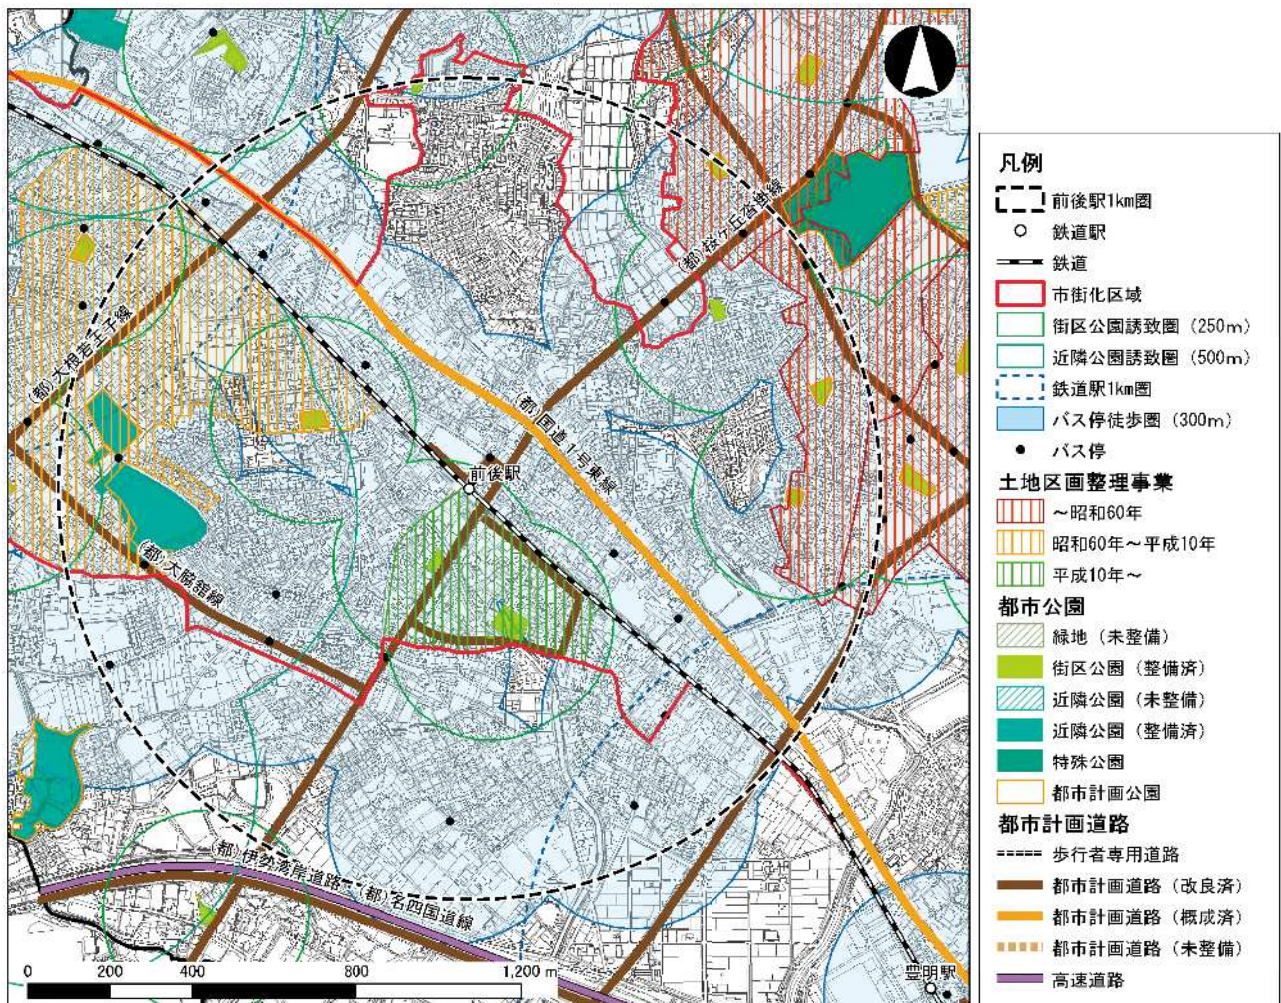 (都)桜ケ丘沓掛線
(都)大根若王子線
(都)国道1号東線
前後駅
(都)大脇舘線
(都)伊勢湾岸道路
(都)名四国道線
豊明駅
0 200 400 800 1,200 m
凡例
前後駅1km圏
鉄道駅
鉄道
市街化区域
街区公園誘致圏(250m)
近隣公園誘致圏(500m)
鉄道駅1km圏
バス停徒歩圏(300m)
バス停
土地区画整理事業
~昭和60年
昭和60年~平成10年
平成10年~
都市公園
緑地(未整備)
街区公園(整備済)
近隣公園(未整備)
近隣公園(整備済)
特殊公園
都市計画公園
都市計画道路
歩行者専用道路
都市計画道路(改良済)
都市計画道路(概成済)
都市計画道路(未整備)
高速道路